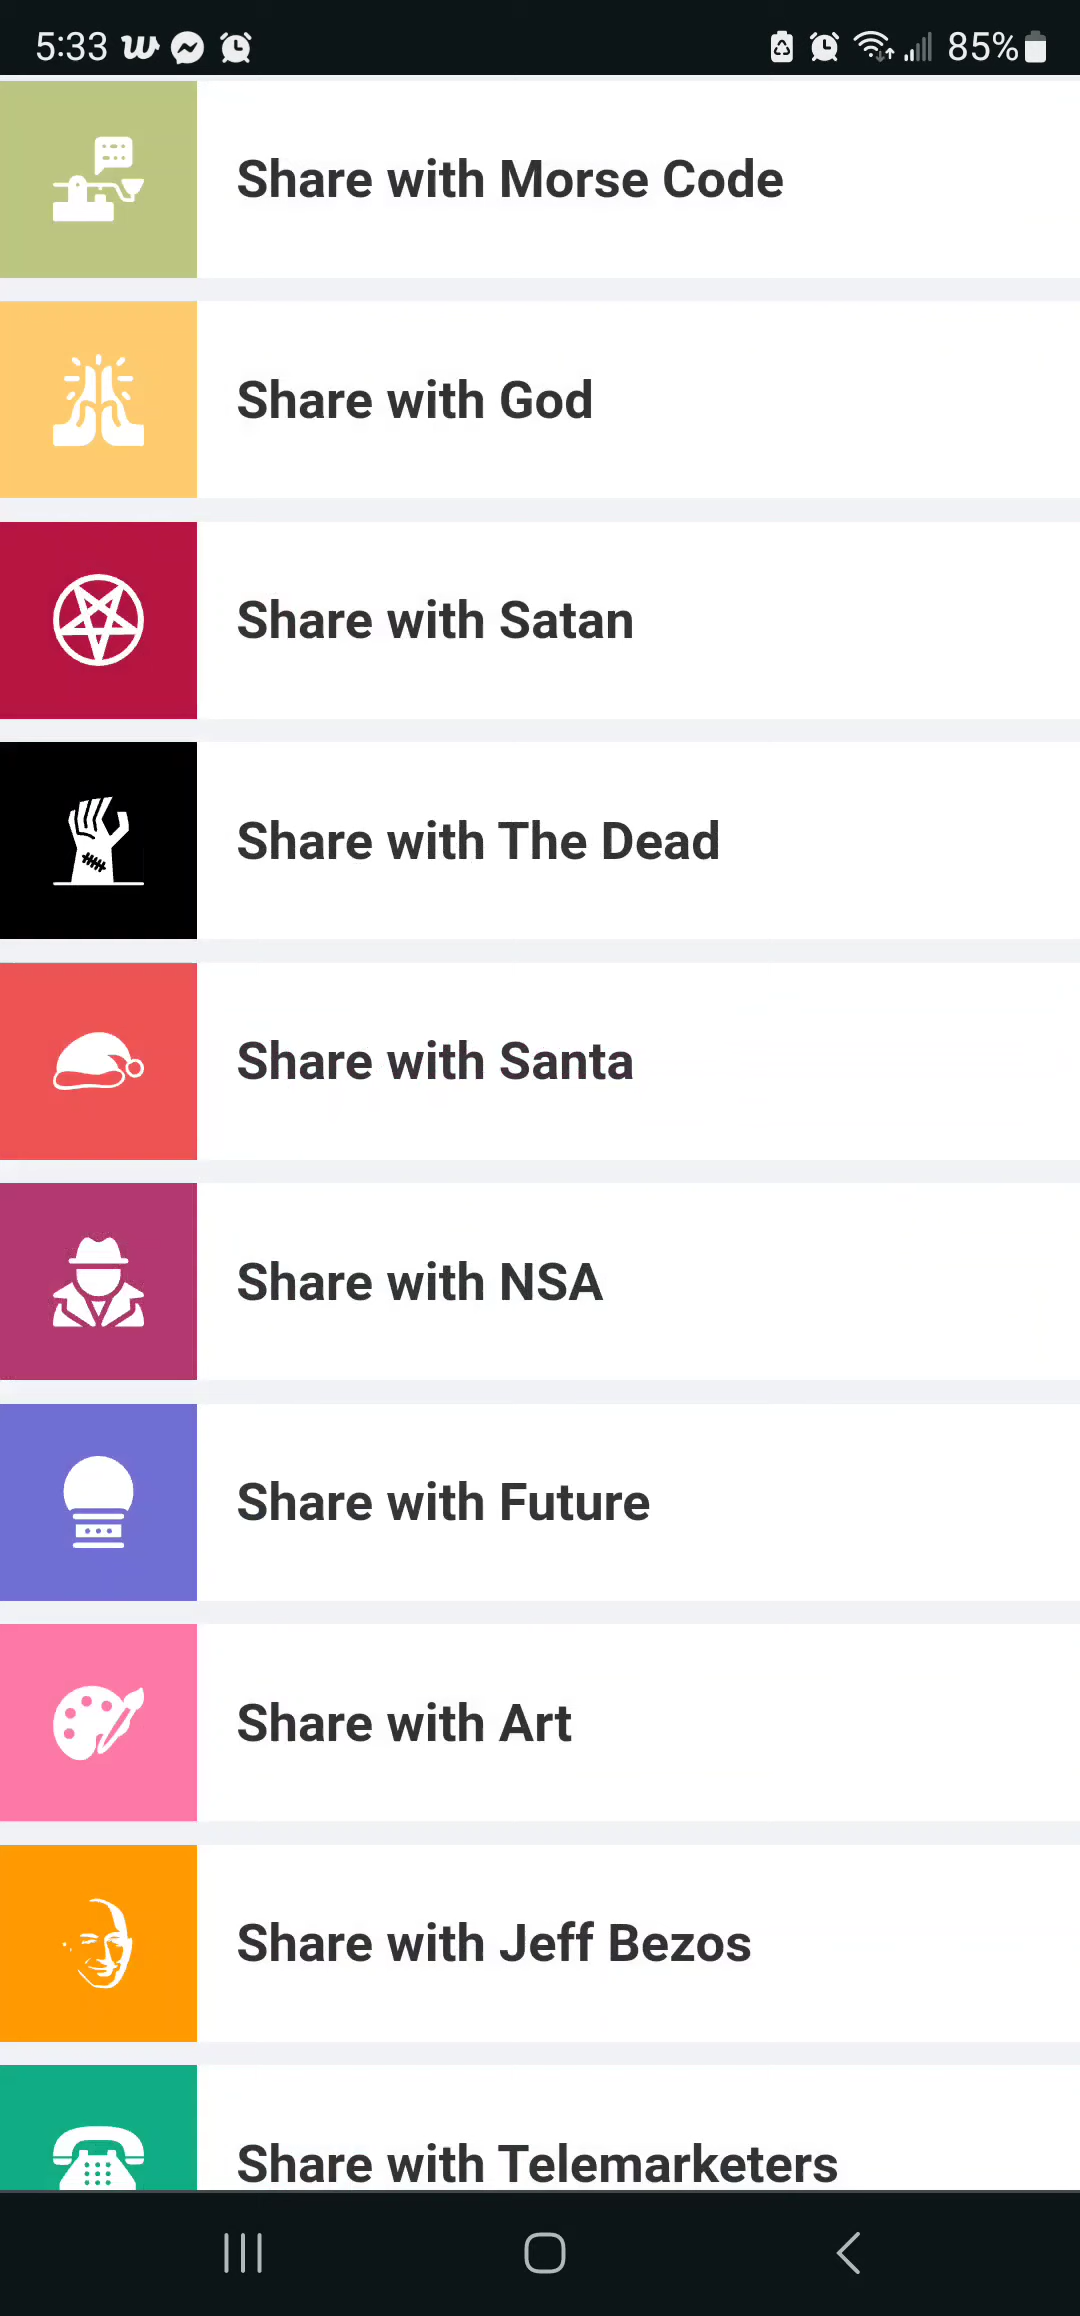 5:33 85%
Share with Morse Code
Share with God
Share with Satan
Share with The Dead
Share with Santa
Share with NSA
Share with Future
Share with Art
Share with Jeff Bezos
Share with Telemarketers